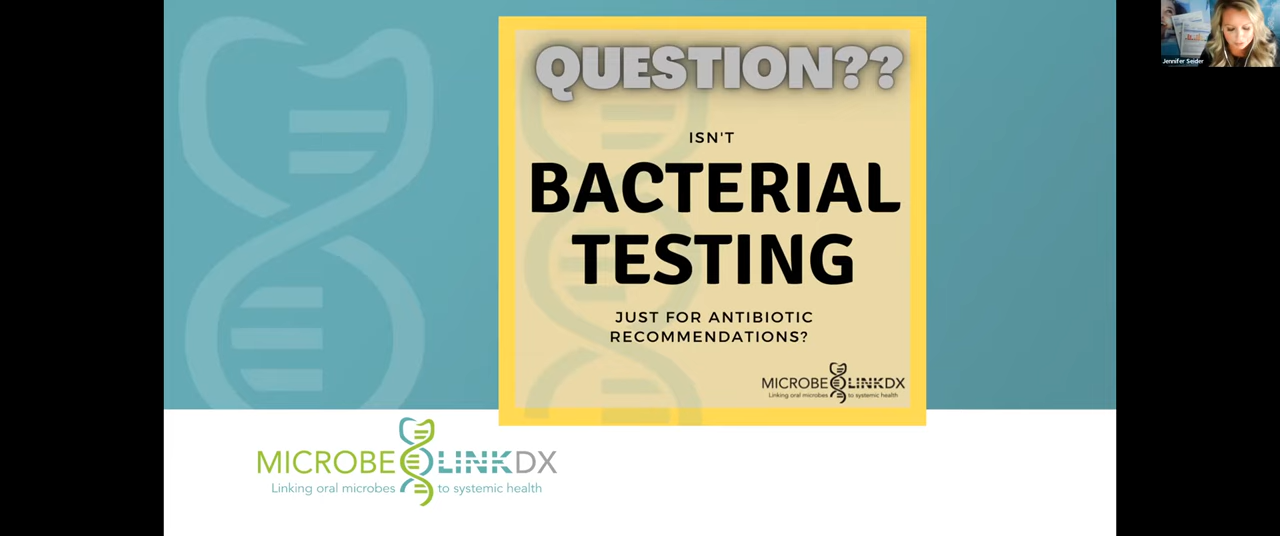 QUESTION??
ISN'T
BACTERIAL
TESTING
JUST FOR ANTIBIOTIC
RECOMMENDATIONS?
MICROBE LINKDX
Linking oral microbes to systemic health
MICROBE LINKDX
Linking oral microbes to systemic health
Jennifer Seider